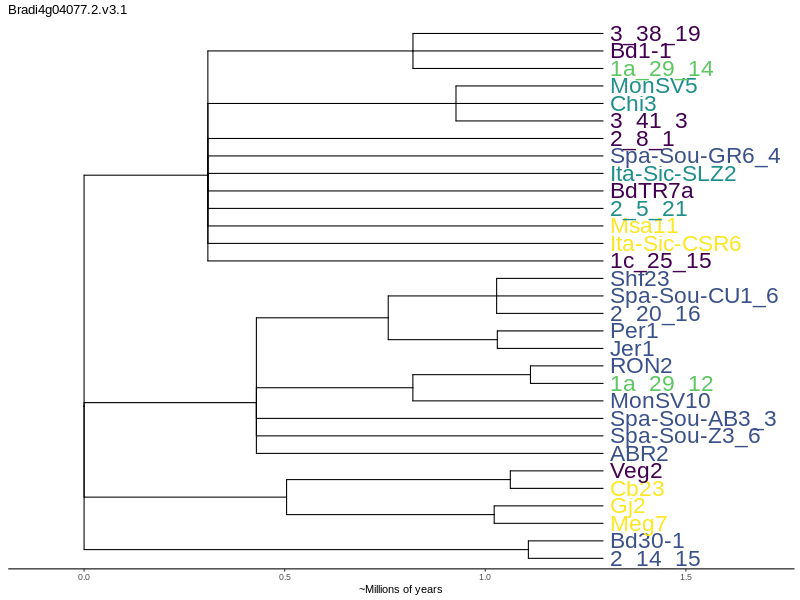 Bradi4g04077.2.v3.1
3_38_19
Bd1-1
1a_29_14
MonSV5
Chi3
3_41_3
2_8_1
Spa-Sou-GR6_4
Ita-Sic-SLZ2
BdTR7a
2_5_21
Msa11
Ita-Sic-CSR6
1c_25_15
Shf23
Spa-Sou-CU1_6
2_20_16
Per1
Jer1
RON2
1a_29_12
MonSV10
Spa-Sou-AB3_3
Spa-Sou-Z3_6
ABR2
Veg2
Cb23
Gj2
Meg7
Bd30-1
2_14_15
0.0 0.5 1.0 1.5
~Millions of years